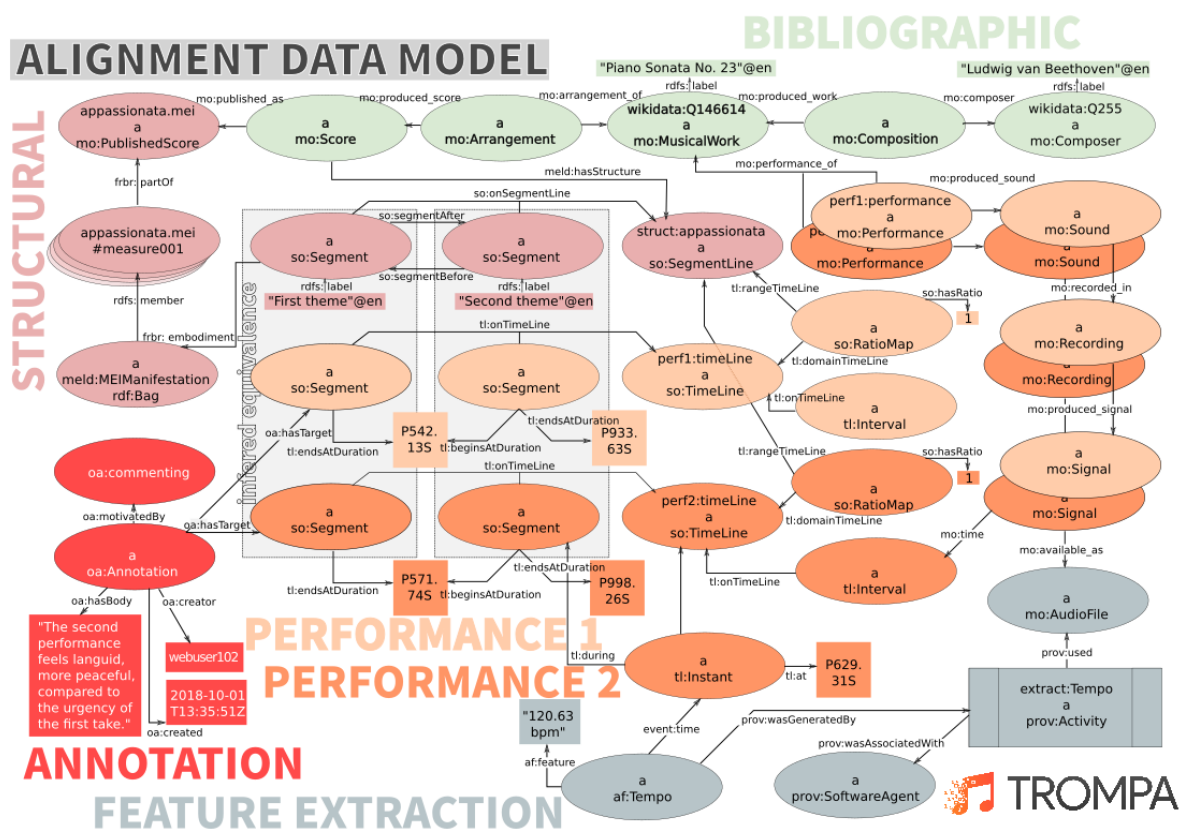 BIBLIOGRAPHIC
ALIGNMENT DATA MODEL
STRUCTURAL
"Piano Sonata No. 23"@en
"Ludwig van Beethoven"@en
rdfs: label
rdfs: label
mo:published_as
mo:produced_score
mo:arrangement_of
mo:produced_work
mo:composer
appassionata.mei
a
mo:PublishedScore
a
mo:Score
a
mo:Arrangement
wikidata:Q146614
a
mo:MusicalWork
a
mo:Composition
wikidata:Q255
a
mo:Composer
frbr: partOf
meld:hasStructure
mo:performance_of
mo:produced_sound
so:onSegmentLine
so:segmentAfter
appassionata.mei
#measure001
a
so:Segment
a
so:Segment
so:segmentBefore
struct:appassionata
a
so:SegmentLine
perf1:performance
a
mo:Performance
mo:Performance
a
mo:Sound
mo:Sound
rdfs: label
rdfs: label
"First theme"@en
"Second theme"@en
rdfs: member
tl:rangeTimeLine
so:hasRatio
1
mo:recorded_in
frbr: embodiment
infered equivalence
tl:onTimeLine
a
so:RatioMap
a
mo:Recording
mo:Recording
tl:domainTimeLine
a
meld:MEIManifestation
rdf:Bag
a
so:Segment
a
so:Segment
perf1:timeLine
a
so:TimeLine
tl:onTimeLine
a
tl:Interval
mo:produced_signal
oa:hasTarget
tl:endsAtDuration
P542.
13S
tl:beginsAtDuration
tl:endsAtDuration
P933.
63S
tl:rangeTimeLine
so:hasRatio
1
a
mo:Signal
mo:Signal
oa:commenting
tl:onTimeLine
a
so:RatioMap
oa:motivatedBy
oa:hasTarget
a
so:Segment
a
so:Segment
perf2:timeLine
a
so:TimeLine
tl:domainTimeLine
mo:time
mo:available_as
a
oa:Annotation
tl:endsAtDuration
P571.
74S
tl:beginsAtDuration
tl:endsAtDuration
P998.
26S
tl:onTimeLine
a
tl:Interval
a
mo:AudioFile
oa:hasBody
oa:creator
"The second
performance
feels languid,
more peaceful,
compared to
the urgency of
the first take."
webuser102
2018-10-01
T13:35:51Z
oa:created
PERFORMANCE 1
PERFORMANCE 2
tl:during
a
tl:Instant
tl:at
P629.
31S
prov:used
extract:Tempo
a
prov:Activity
"120.63
bpm"
event:time
prov:wasGeneratedBy
prov:wasAssociatedWith
af:feature
a
af:Tempo
a
prov:SoftwareAgent
ANNOTATION
FEATURE EXTRACTION
TROMPA